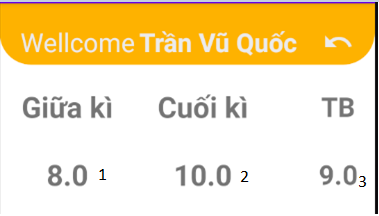 Wellcome Trần Vũ Quốc
Giữa kì Cuối kì TB
8.0 1 10.0 2 9.0 3